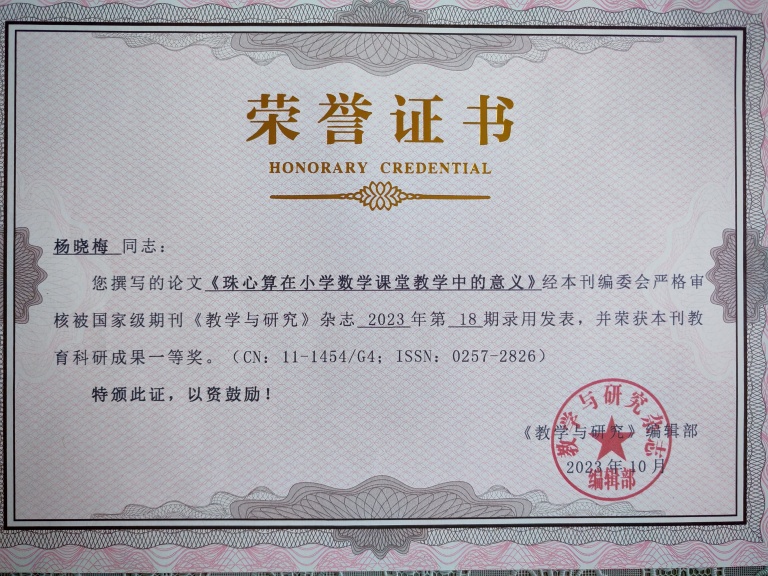 荣誉证书
HONORARY CREDENTIAL
杨晓梅 同志：
您撰写的论文《珠心算在小学数学课堂教学中的意义》经本刊编委会严格审
核被国家级期刊《教学与研究》杂志 2023 年第 18 期录用发表，并荣获本刊教
育科研成果一等奖。（CN：11-1454/G4；ISSN：0257-2826）
特颁此证，以资鼓励！
《教学与研究》编辑部
2023 年 10 月
教学与研究杂志
编辑部